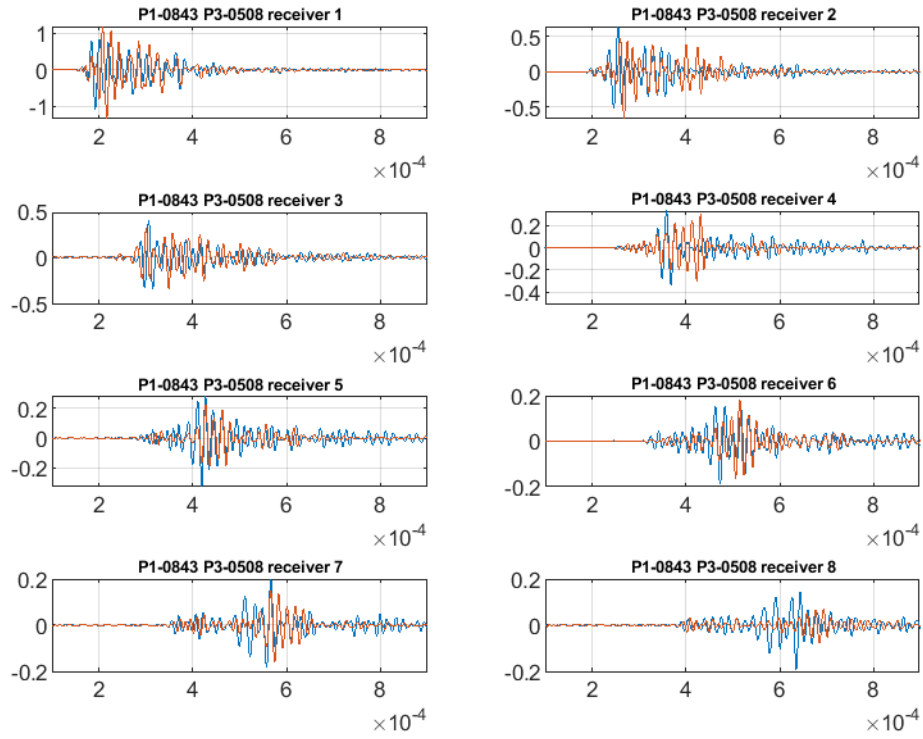 P1-0843 P3-0508 receiver 1
1
0
-1
2 4 6 8
×10-4
P1-0843 P3-0508 receiver 2
0.5
0
-0.5
2 4 6 8
×10-4
P1-0843 P3-0508 receiver 3
0.5
0
-0.5
2 4 6 8
×10-4
P1-0843 P3-0508 receiver 4
0.2
0
-0.2
-0.4
2 4 6 8
×10-4
P1-0843 P3-0508 receiver 5
0.2
0
-0.2
2 4 6 8
×10-4
P1-0843 P3-0508 receiver 6
0.2
0
-0.2
2 4 6 8
×10-4
P1-0843 P3-0508 receiver 7
0.2
0
-0.2
2 4 6 8
×10-4
P1-0843 P3-0508 receiver 8
0.2
0
-0.2
2 4 6 8
×10-4